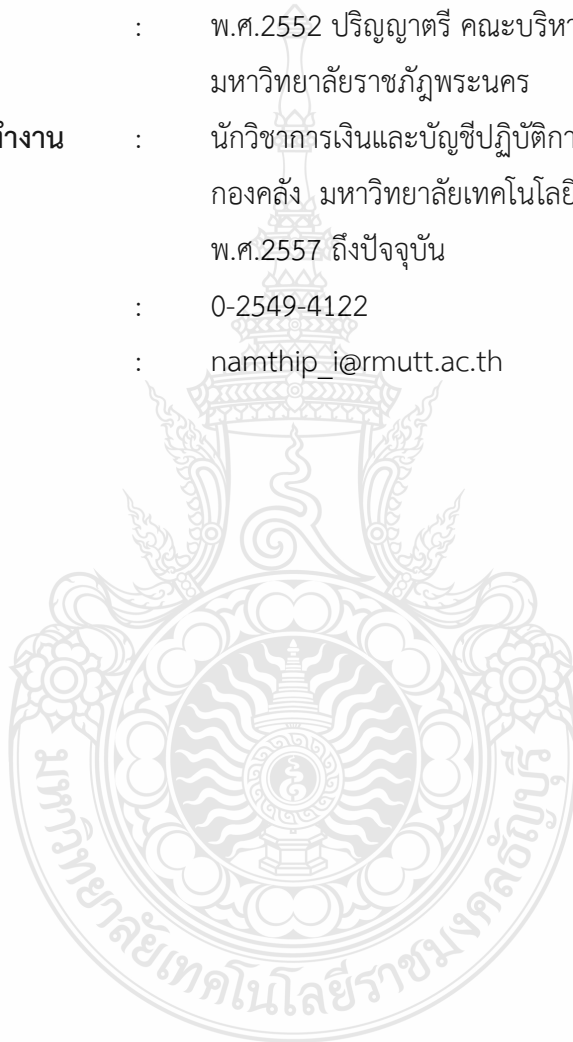 : พ.ศ.2552 ปริญญาตรี คณะบริหา
มหาวิทยาลัยราชภัฏพระนคร
ทำงาน : นักวิชาการเงินและบัญชีปฏิบัติกา
กองคลัง มหาวิทยาลัยเทคโนโลยี
พ.ศ.2557 ถึงปัจจุบัน
: 0-2549-4122
: namthip_i@rmutt.ac.th
มหาวิทยาลัยเทคโนโลยีราชมงคลธัญบุรี